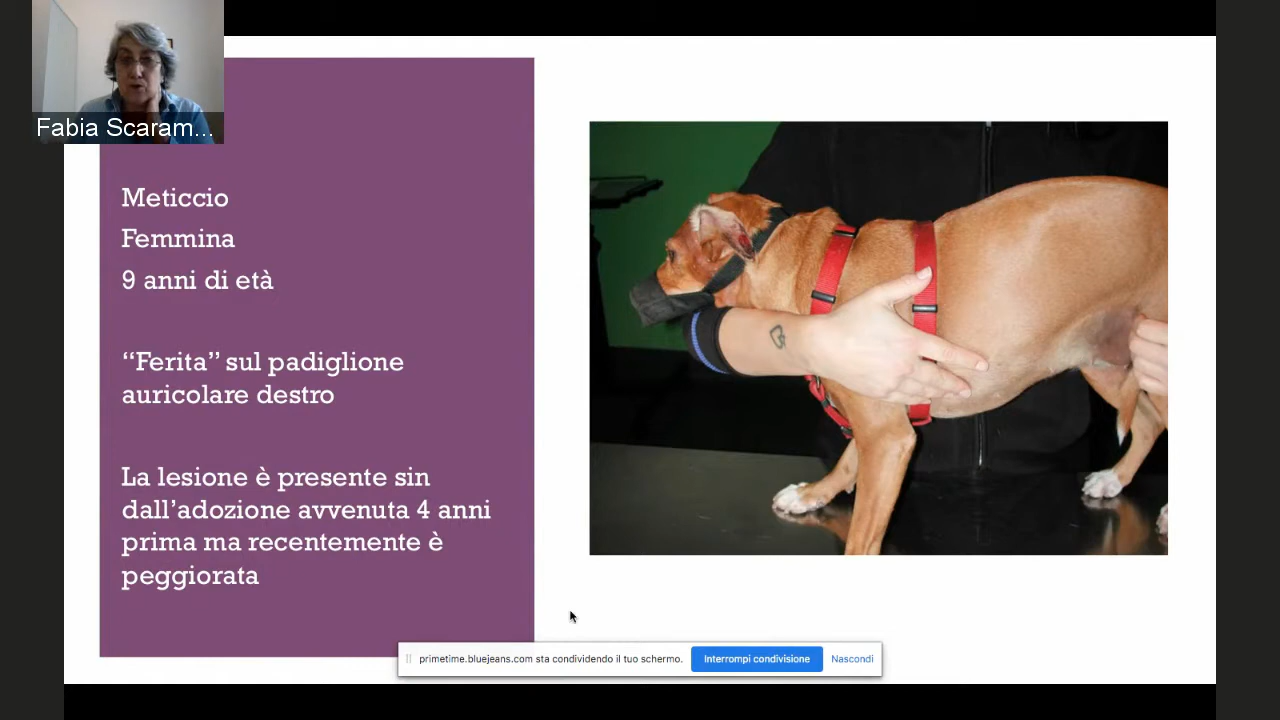 Fabia Scaram...
Meticcio
Femmina
9 anni di età
“Ferita” sul padiglione
auricolare destro
La lesione è presente sin
dall’adozione avvenuta 4 anni
prima ma recentemente è
peggiorata
primetime.bluejeans.com sta condividendo il tuo schermo.
Interrompi condivisione
Nascondi